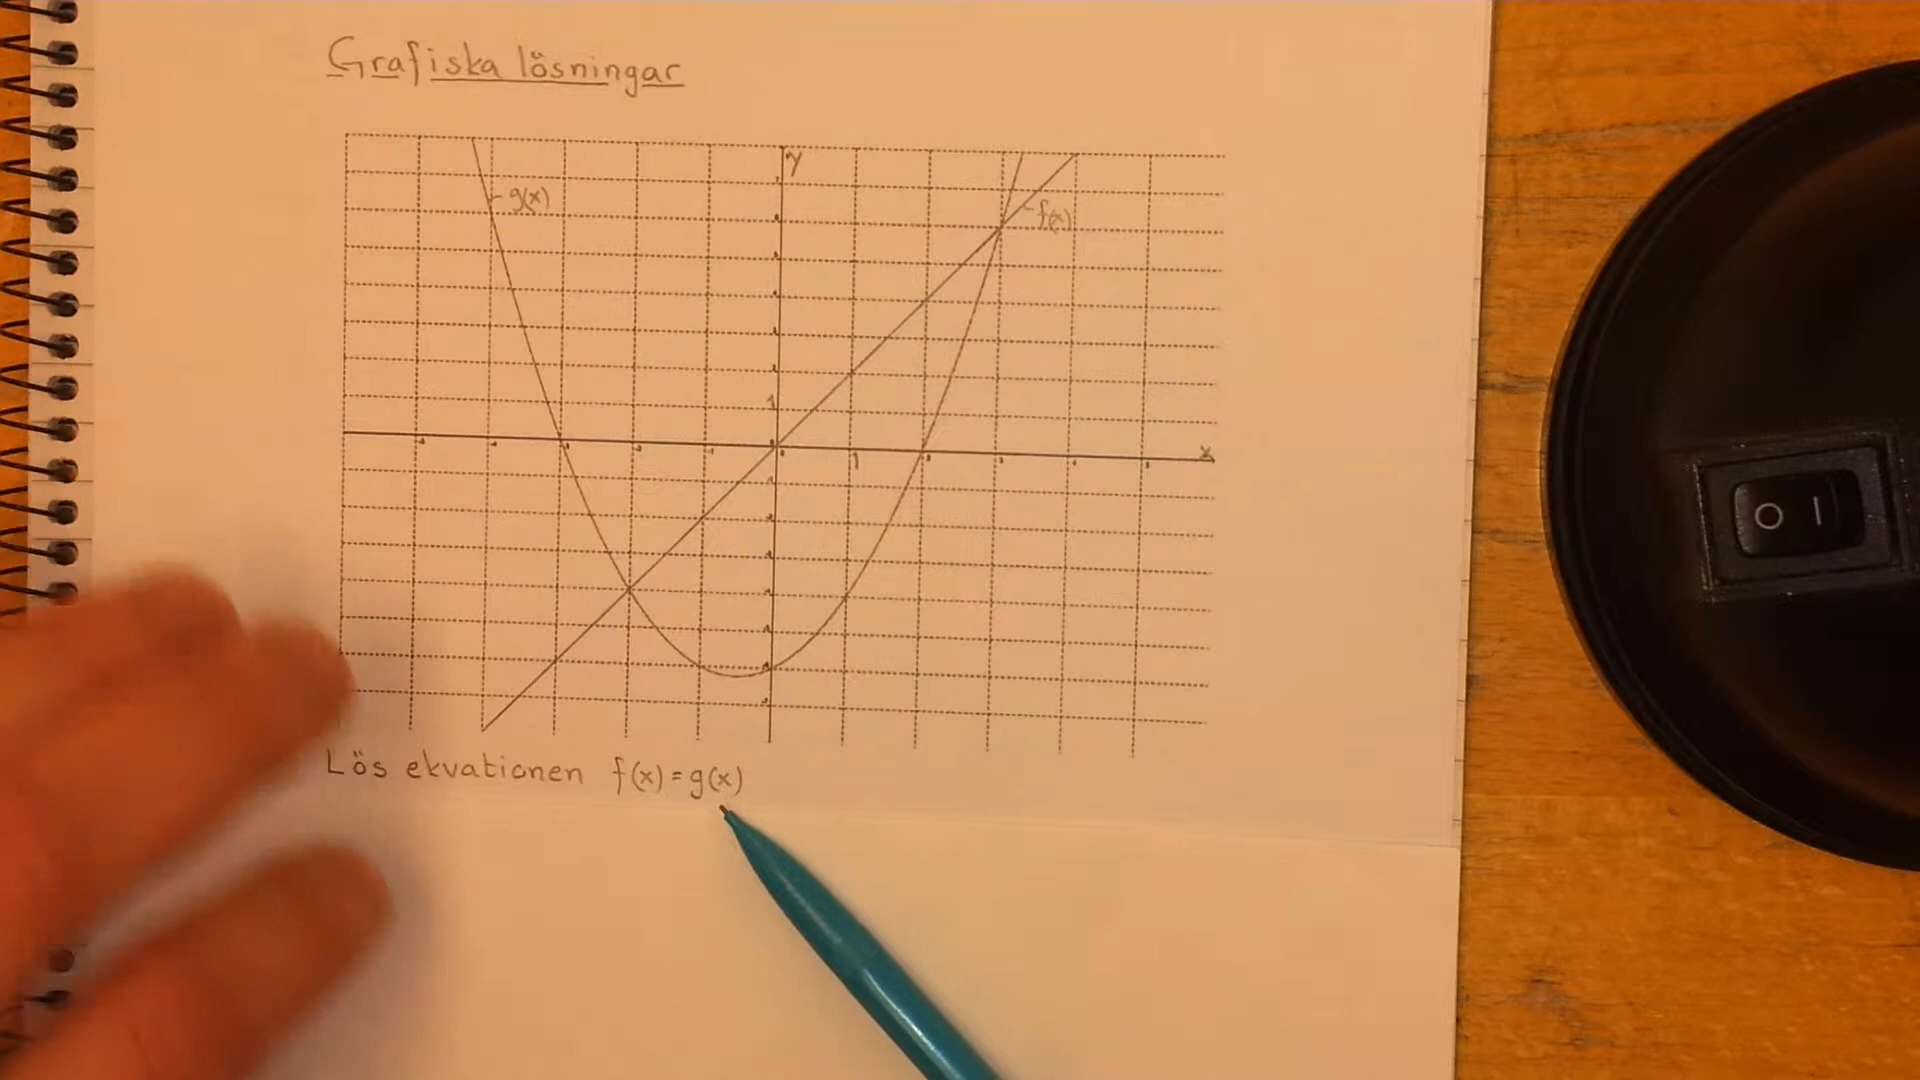 Grafiska lösningar
y
g(x)
f(x)
1
x
1
Lös ekvationen f(x)=g(x)
O I